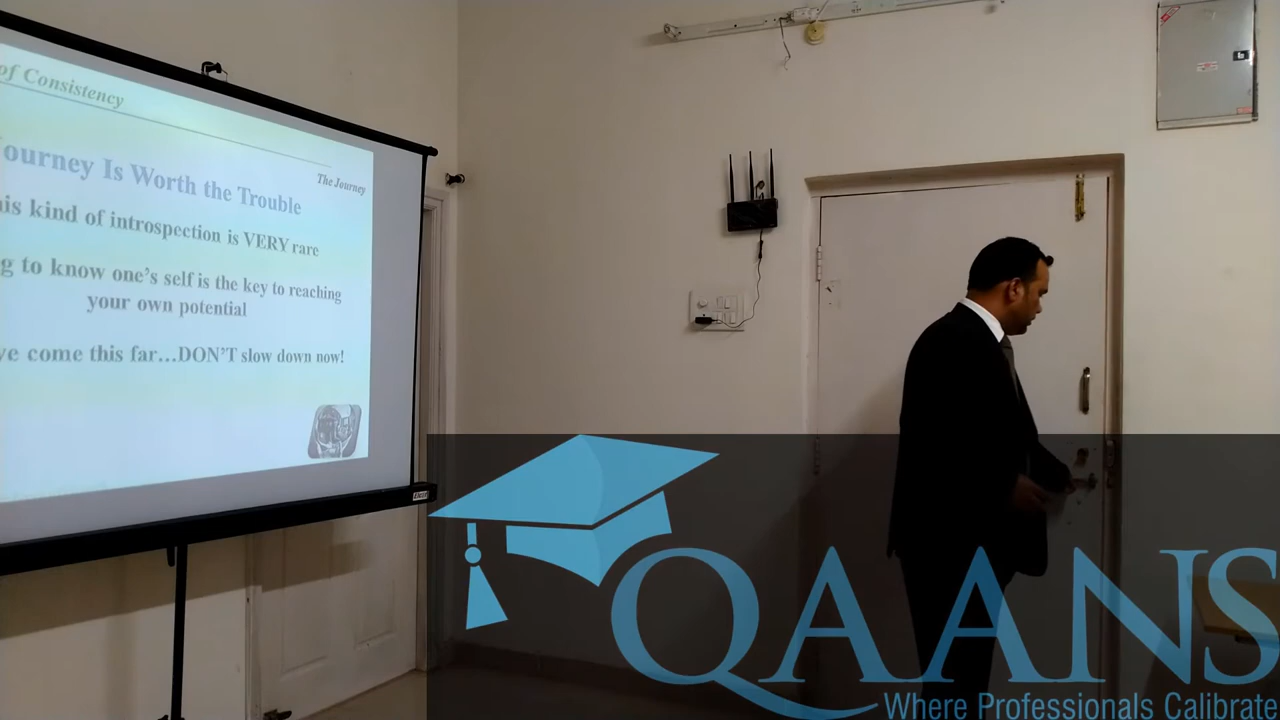 of Consistency
The Journey
ourney Is Worth the Trouble
his kind of introspection is VERY rare
g to know one's self is the key to reaching
your own potential
ve come this far...DON'T slow down now!
QAANS
Where Professionals Calibrate